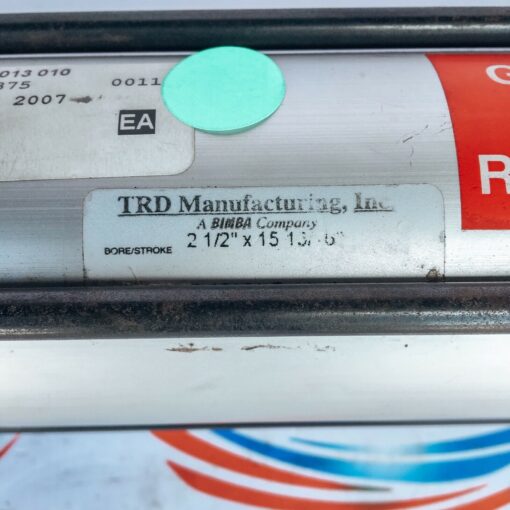 013 010
375 0011
2007
EA
TRD Manufacturing, Inc.
A BIMBA Company
BORE/STROKE 2 1/2" x 15
G
R